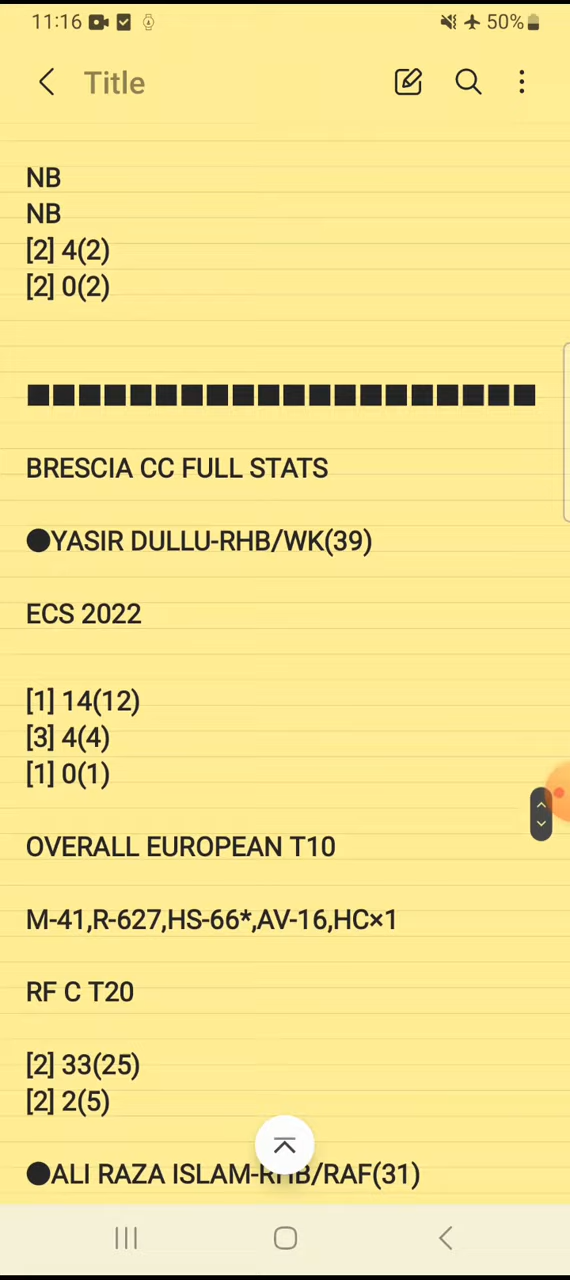 11:16 50%
Title
NB
NB
[2] 4(2)
[2] 0(2)
■■■■■■■■■■■■■■■■■■■■
BRESCIA CC FULL STATS
●YASIR DULLU-RHB/WK(39)
ECS 2022
[1] 14(12)
[3] 4(4)
[1] 0(1)
OVERALL EUROPEAN T10
M-41,R-627,HS-66*,AV-16,HC×1
RF C T20
[2] 33(25)
[2] 2(5)
●ALI RAZA ISLAM-RHB/RAF(31)